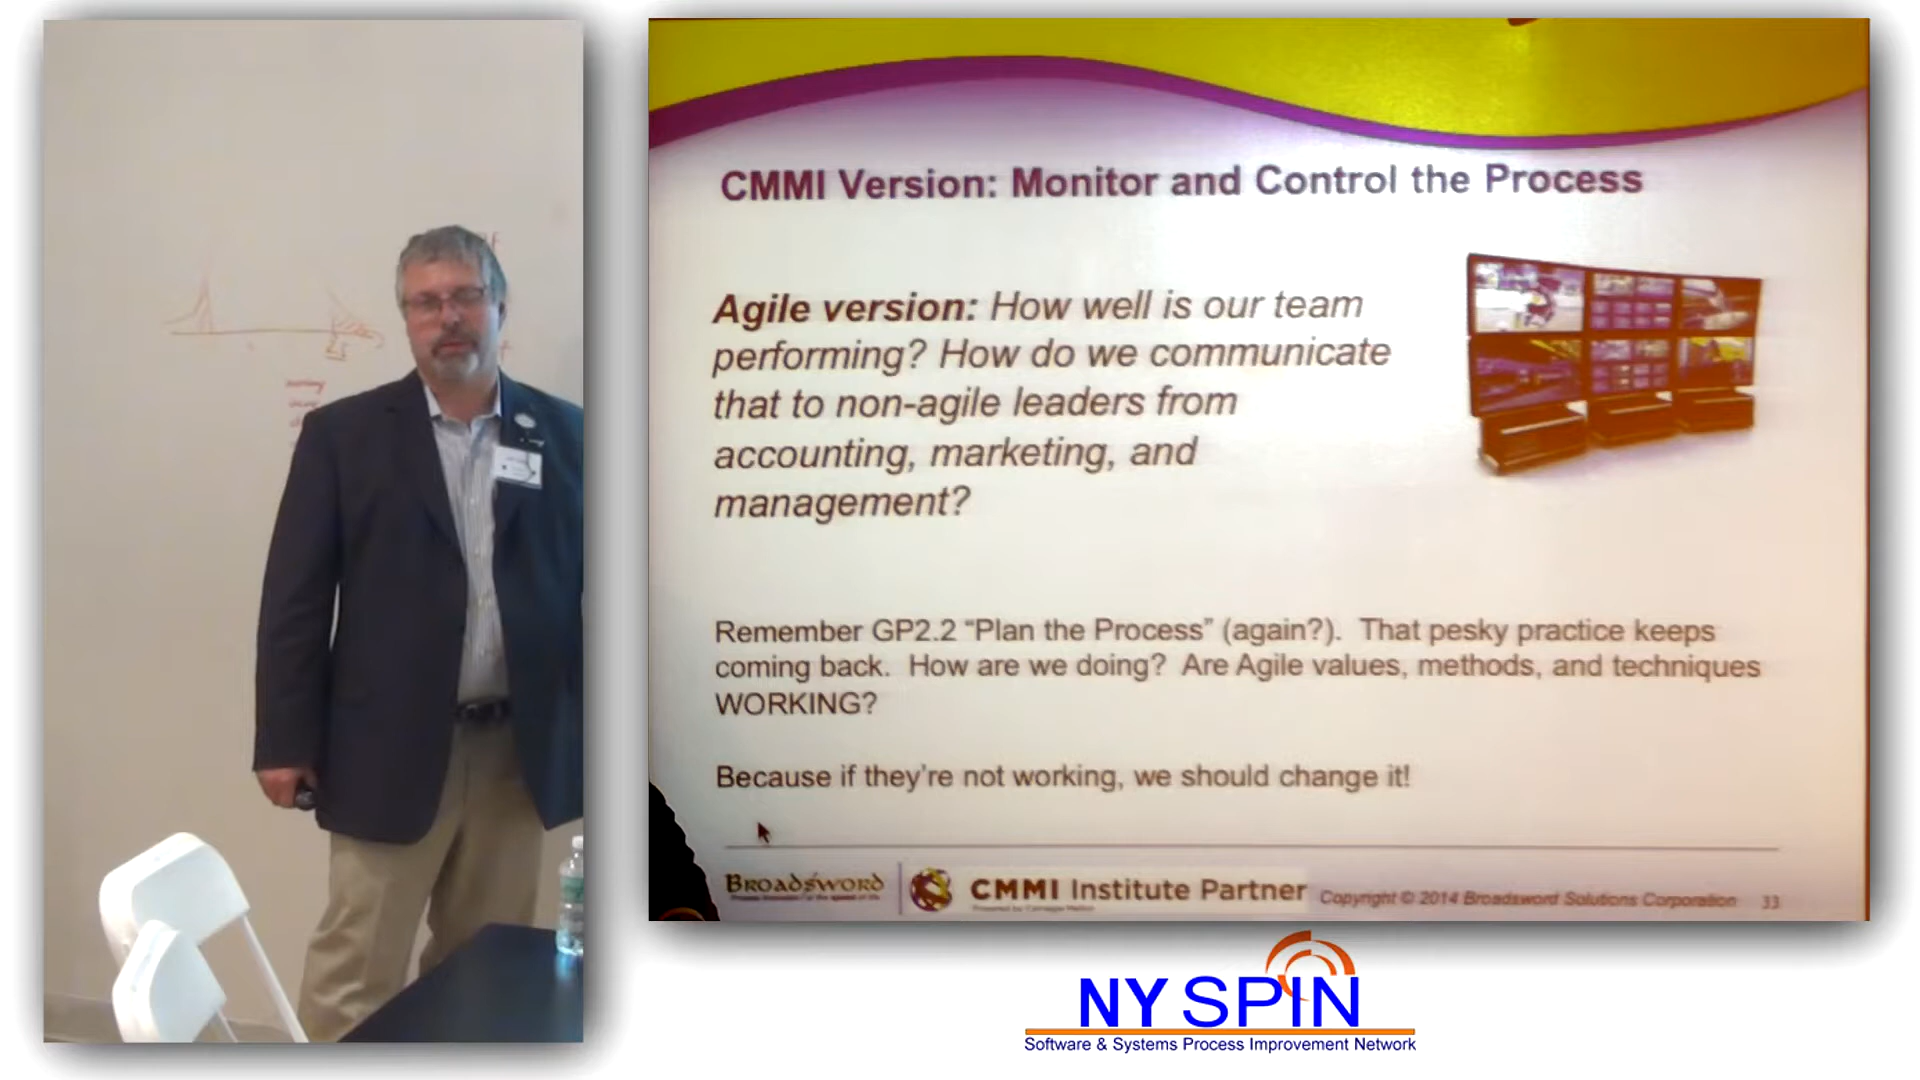 CMMI Version: Monitor and Control the Process
Agile version: How well is our team
performing? How do we communicate
that to non-agile leaders from
accounting, marketing, and
management?
Remember GP2.2 “Plan the Process” (again?). That pesky practice keeps
coming back. How are we doing? Are Agile values, methods, and techniques
WORKING?
Because if they’re not working, we should change it!
BROADSWORD
CMMI Institute Partner
Copyright © 2014 Broadsword Solutions Corporation 33
NY SPIN
Software & Systems Process Improvement Network